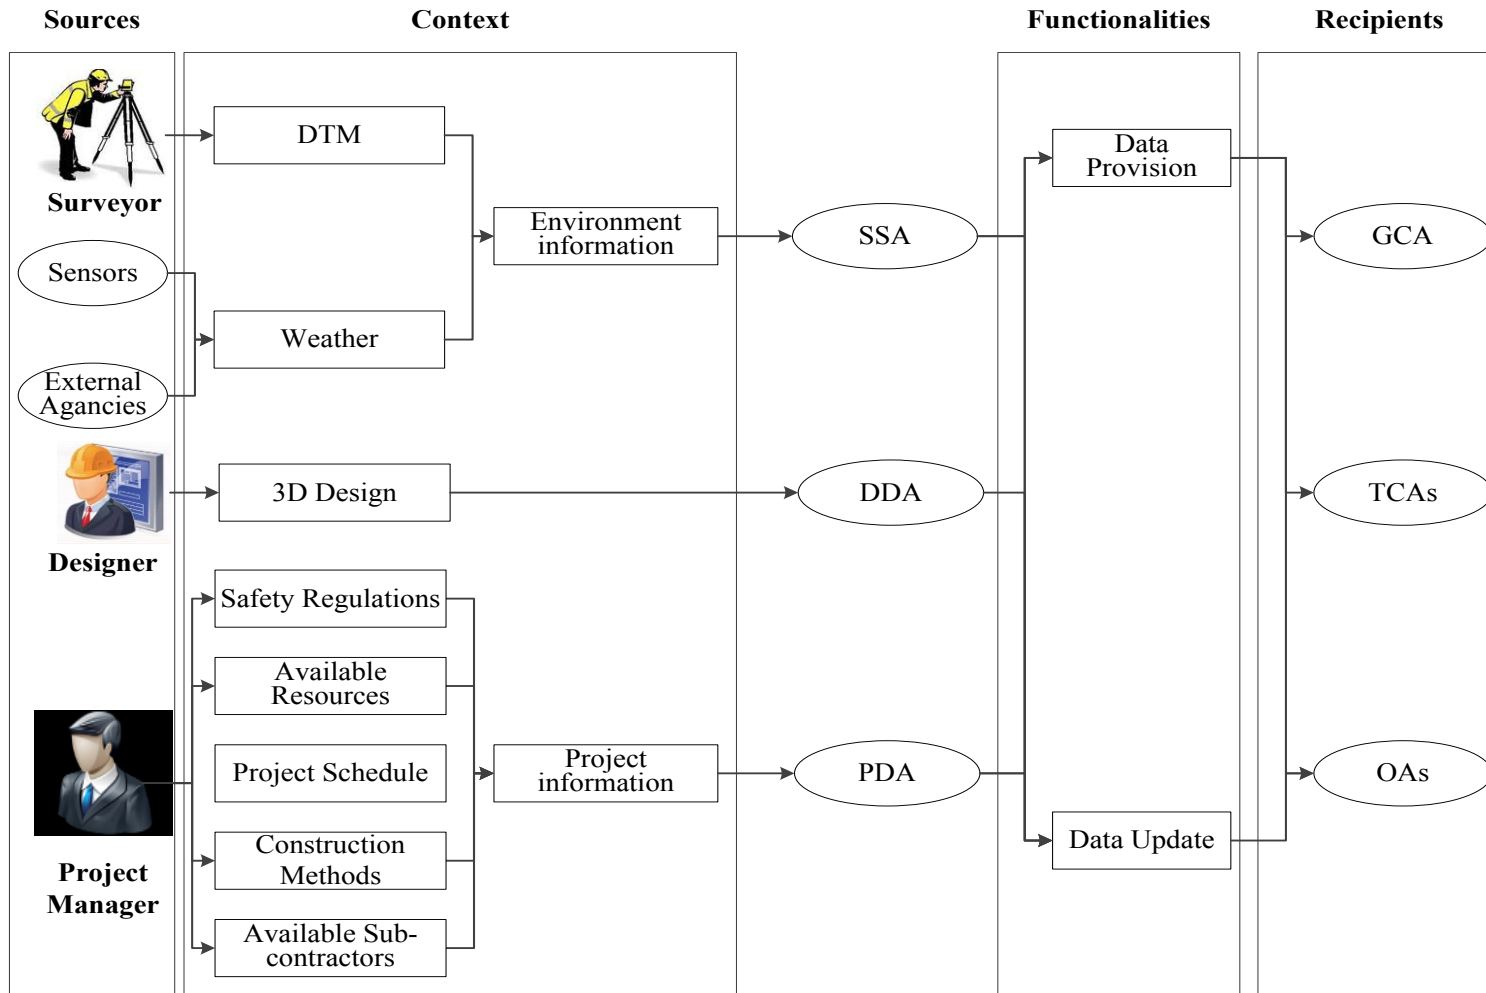 Sources
Context
Functionalities
Recipients
Surveyor
Sensors
External
Agancies
Designer
Project
Manager
DTM
Weather
Environment
information
3D Design
Safety Regulations
Available
Resources
Project Schedule
Construction
Methods
Available Sub-
contractors
Project
information
SSA
DDA
PDA
Data
Provision
Data Update
GCA
TCAs
OAs